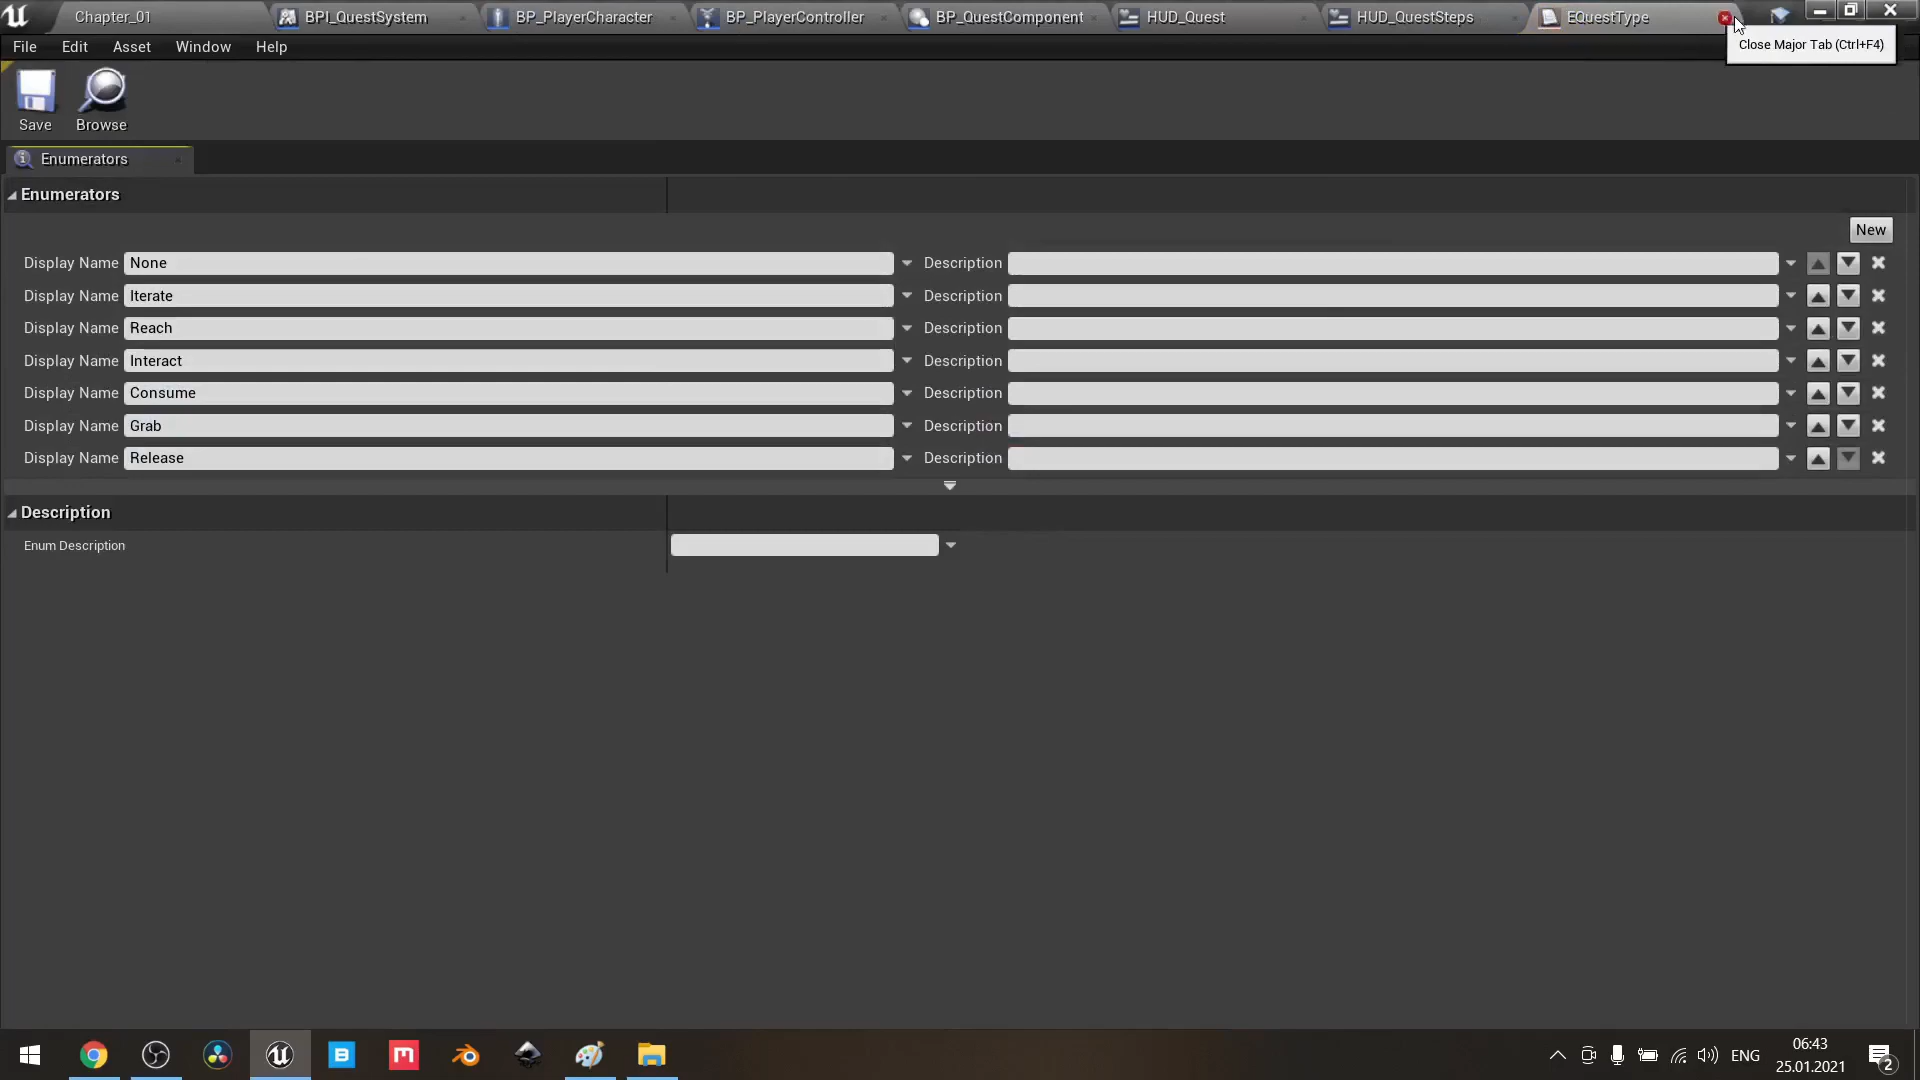 Chapter_01 BPI_QuestSystem BP_PlayerCharacter BP_PlayerController BP_QuestComponent HUD_Quest HUD_QuestSteps EQuestType
File Edit Asset Window Help
Close Major Tab (Ctrl+F4)
Save Browse
Enumerators
Enumerators
New
Display Name None Description
Display Name Iterate Description
Display Name Reach Description
Display Name Interact Description
Display Name Consume Description
Display Name Grab Description
Display Name Release Description
Description
Enum Description
ENG
06:43
25.01.2021
2